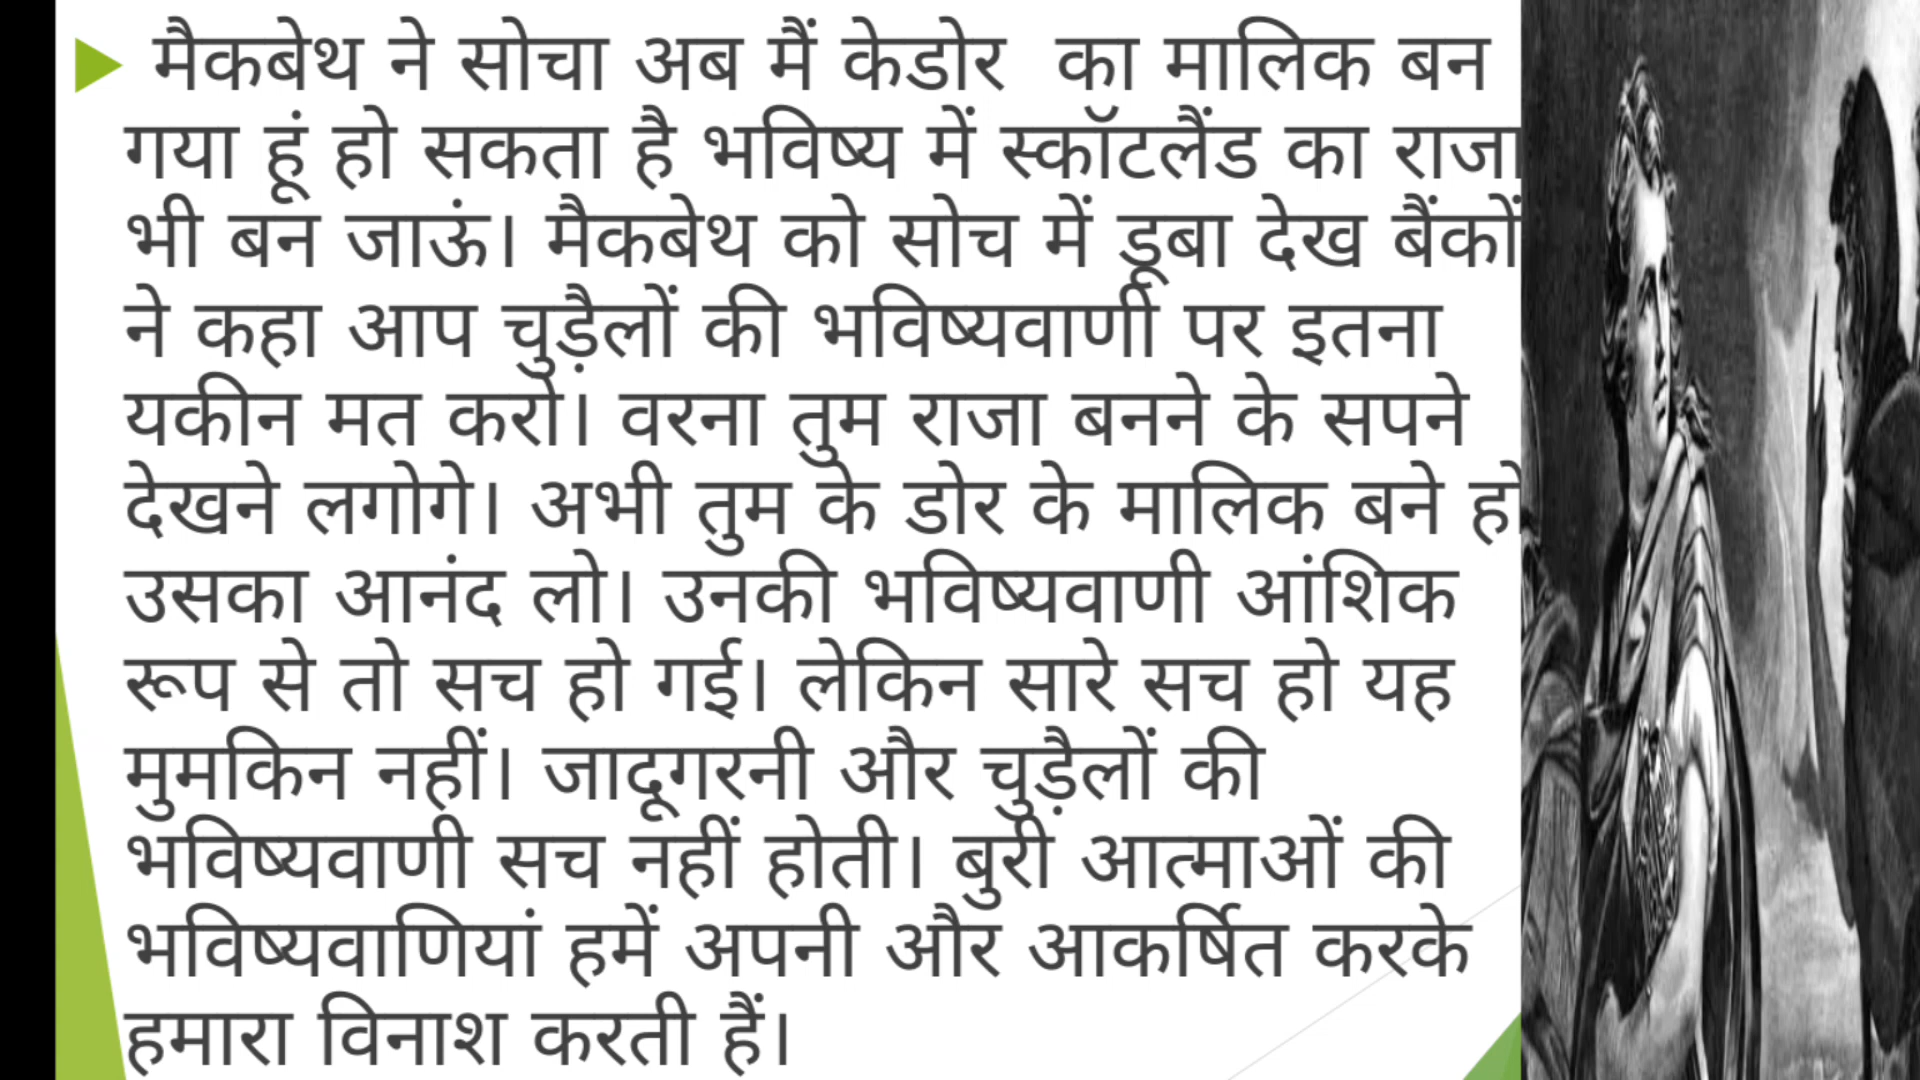 मैकबेथ ने सोचा अब मैं केडोर का मालिक बन
गया हूं हो सकता है भविष्य में स्कॉटलैंड का राजा
भी बन जाऊं। मैकबेथ को सोच में डूबा देख बैंकों
ने कहा आप चुड़ैलों की भविष्यवाणी पर इतना
यकीन मत करो। वरना तुम राजा बनने के सपने
देखने लगोगे। अभी तुम के डोर के मालिक बने हो
उसका आनंद लो। उनकी भविष्यवाणी आंशिक
रूप से तो सच हो गई। लेकिन सारे सच हो यह
मुमकिन नहीं। जादूगरनी और चुड़ैलों की
भविष्यवाणी सच नहीं होती। बुरी आत्माओं की
भविष्यवाणियां हमें अपनी और आकर्षित करके
हमारा विनाश करती हैं।